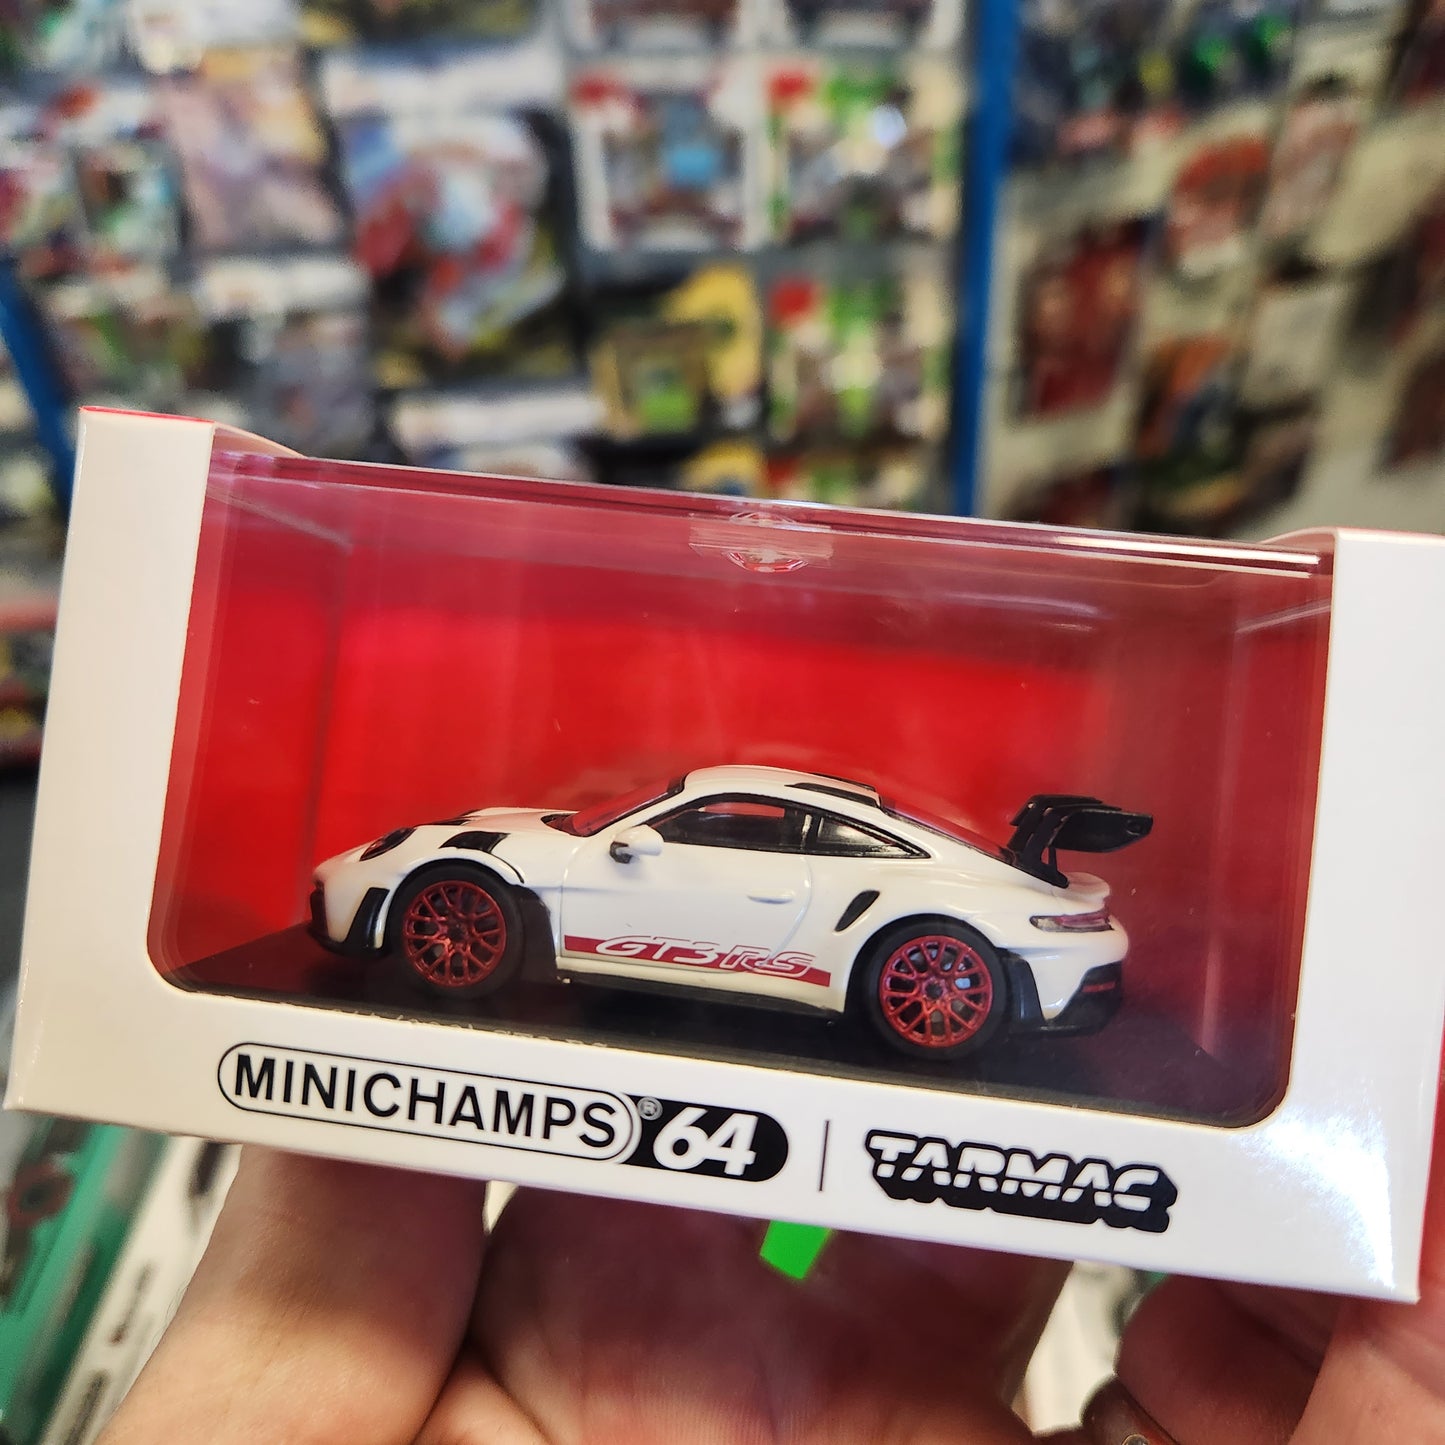 GT3 RS
MINICHAMPS® 64 | TARMAC